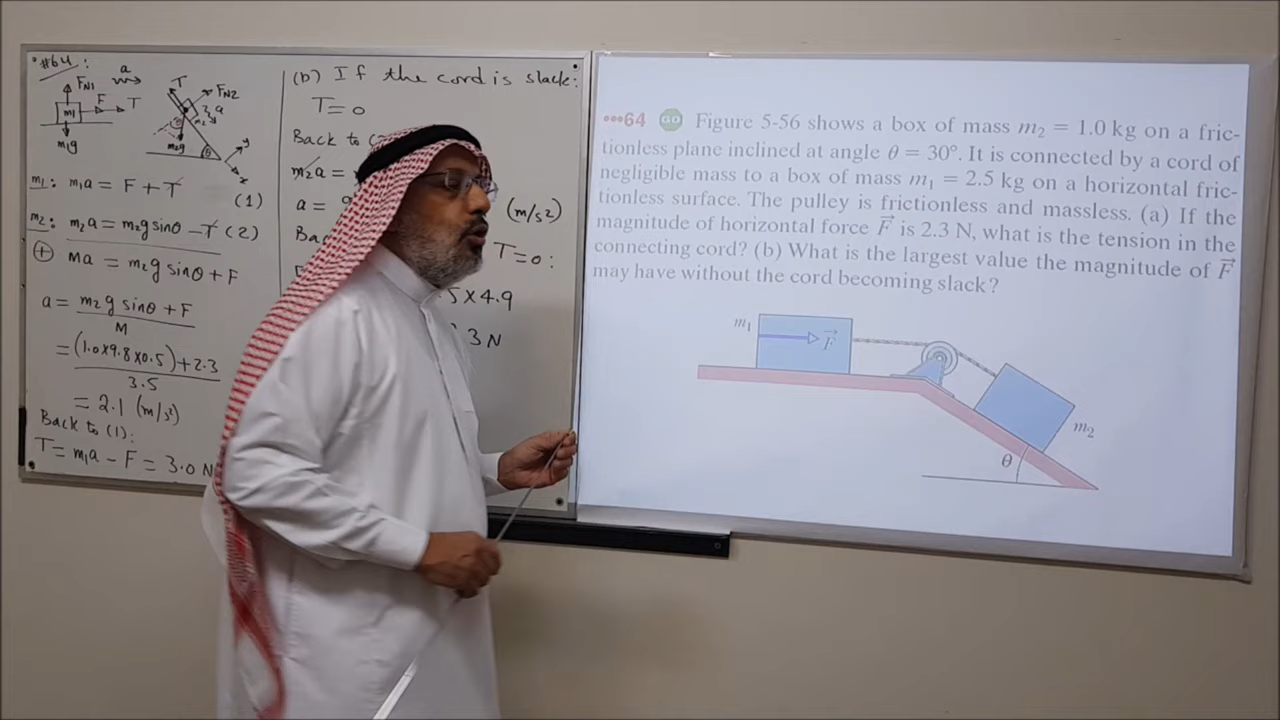 #64:
a
FN1
F
T
m1
m1g
T
FN2
a
m2
m2g
θ
y
x
m1: m1a = F + T (1)
m2: m2a = m2g sinθ - T (2)
+ Ma = m2g sinθ + F
a = m2g sinθ + F
M
= (1.0×9.8×0.5)+2.3
3.5
= 2.1 (m/s²)
Back to (1):
T = m1a - F = 3.0 N
(b) If the cord is slack:
T = 0
Back to
m2a =
a =
(m/s²)
T = 0:
5 × 4.9
3 N
•••64 GO Figure 5-56 shows a box of mass m2 = 1.0 kg on a fric-
tionless plane inclined at angle θ = 30°. It is connected by a cord of
negligible mass to a box of mass m1 = 2.5 kg on a horizontal fric-
tionless surface. The pulley is frictionless and massless. (a) If the
magnitude of horizontal force F⃗ is 2.3 N, what is the tension in the
connecting cord? (b) What is the largest value the magnitude of F⃗
may have without the cord becoming slack?
m1
F⃗
m2
θ